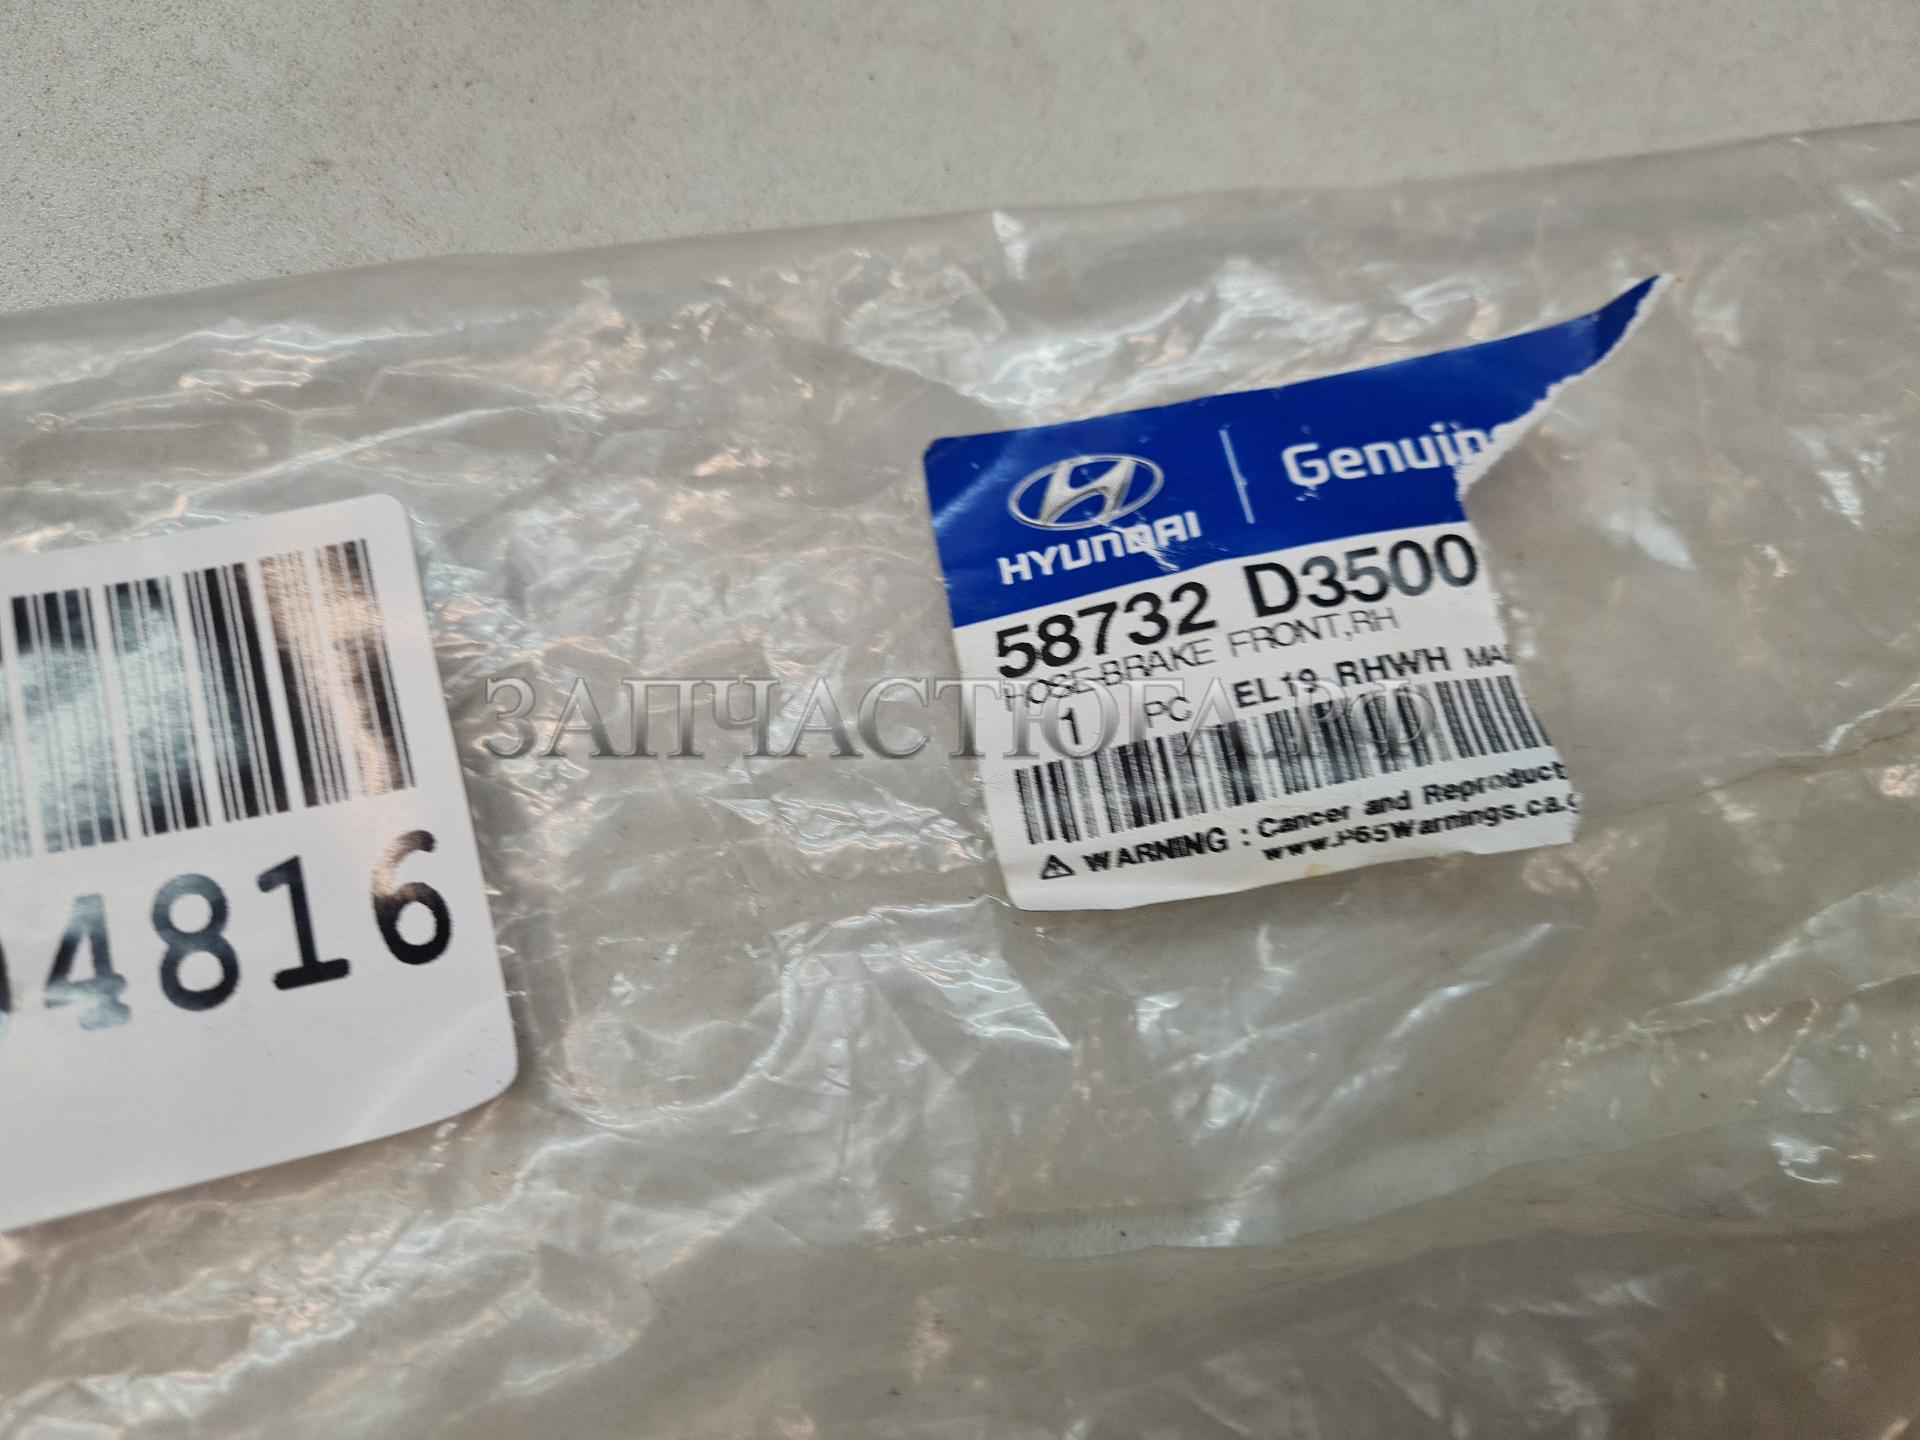 HYUNDAI
Genuin
58732 D3500
HOSE-BRAKE FRONT,RH
1 PC EL19 RHWH MA
WARNING : Cancer and Reproduct
www.P65Warnings.ca.g
4816
ЗАПЧАСТЮГА.РФ